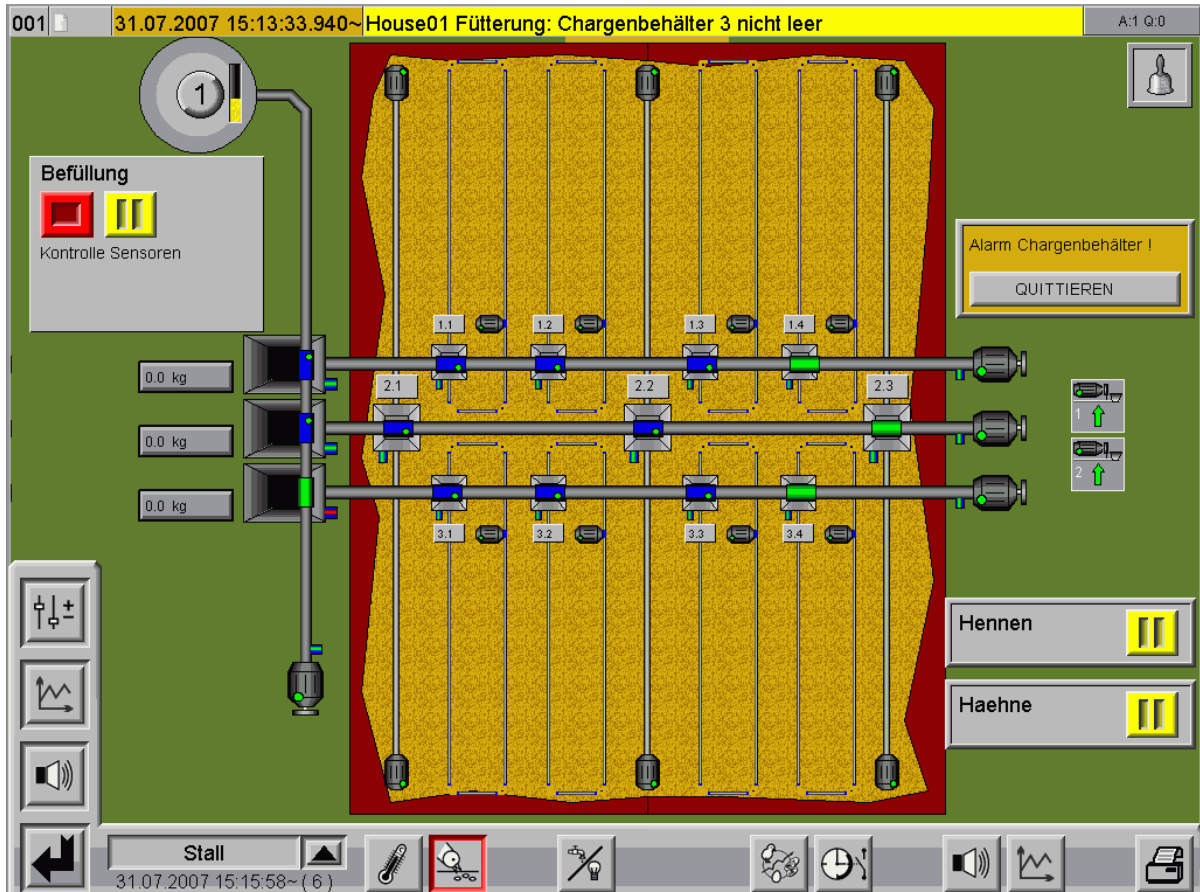 001 31.07.2007 15:13:33.940~ House01 Fütterung: Chargenbehälter 3 nicht leer A:1 Q:0
1
Befüllung
Kontrolle Sensoren
Alarm Chargenbehälter !
QUITTIEREN
1.1 1.2 1.3 1.4
0.0 kg
2.1 2.2 2.3
1
0.0 kg
2
0.0 kg
3.1 3.2 3.3 3.4
Hennen
Haehne
Stall
31.07.2007 15:15:58~ ( 6 )